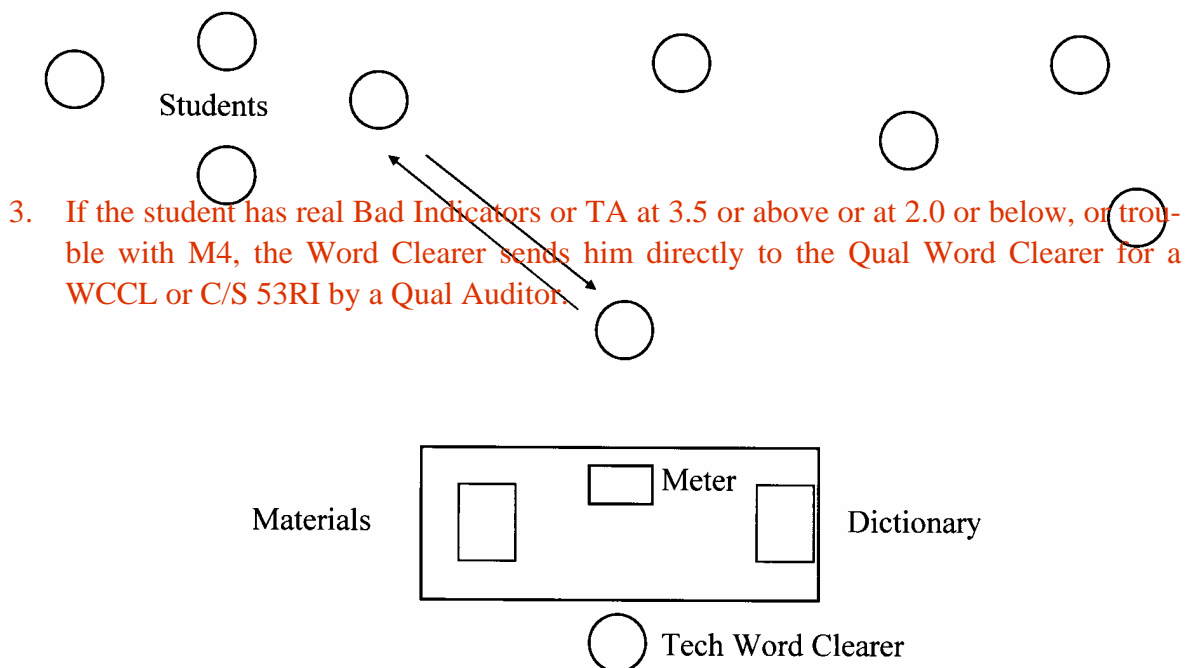 Students
3. If the student has real Bad Indicators or TA at 3.5 or above or at 2.0 or below, or trou-
ble with M4, the Word Clearer sends him directly to the Qual Word Clearer for a
WCCL or C/S 53RI by a Qual Auditor.
Meter
Materials
Dictionary
Tech Word Clearer